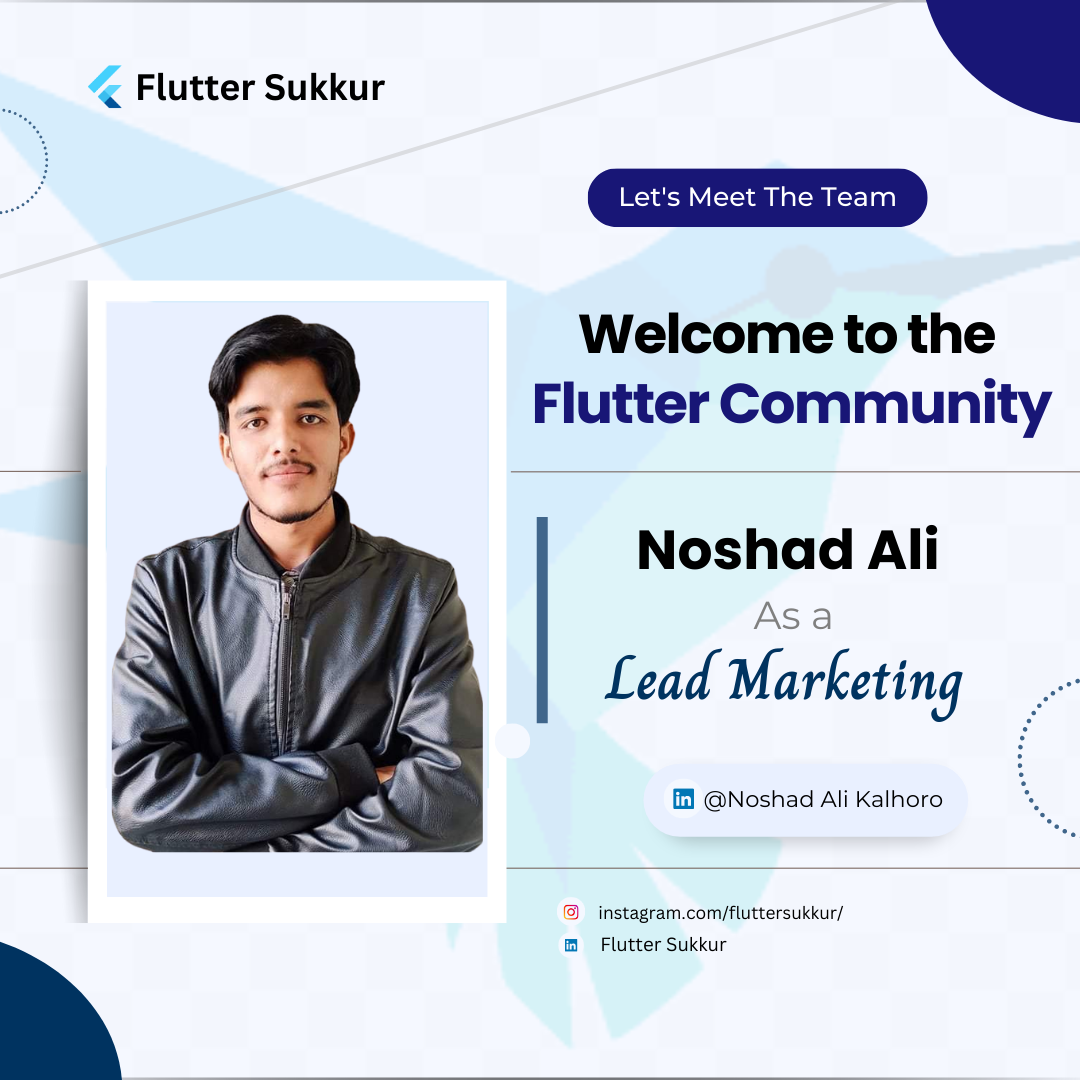 Flutter Sukkur
Let's Meet The Team
Welcome to the
Flutter Community
Noshad Ali
As a
Lead Marketing
@Noshad Ali Kalhoro
instagram.com/fluttersukkur/
Flutter Sukkur